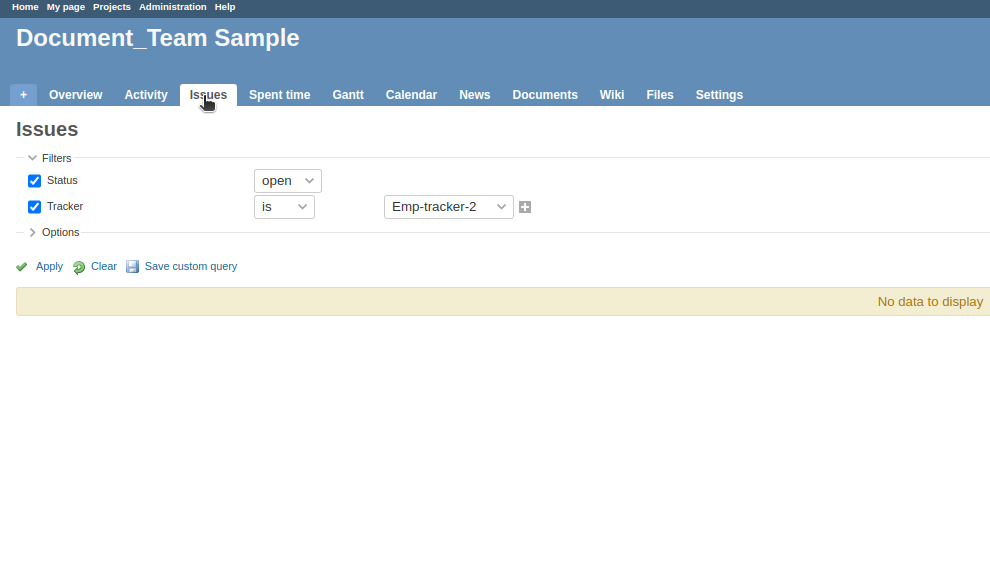 Home My page Projects Administration Help
Document_Team Sample
+ Overview Activity Issues Spent time Gantt Calendar News Documents Wiki Files Settings
Issues
Filters
Status open
Tracker is Emp-tracker-2
Options
Apply Clear Save custom query
No data to display